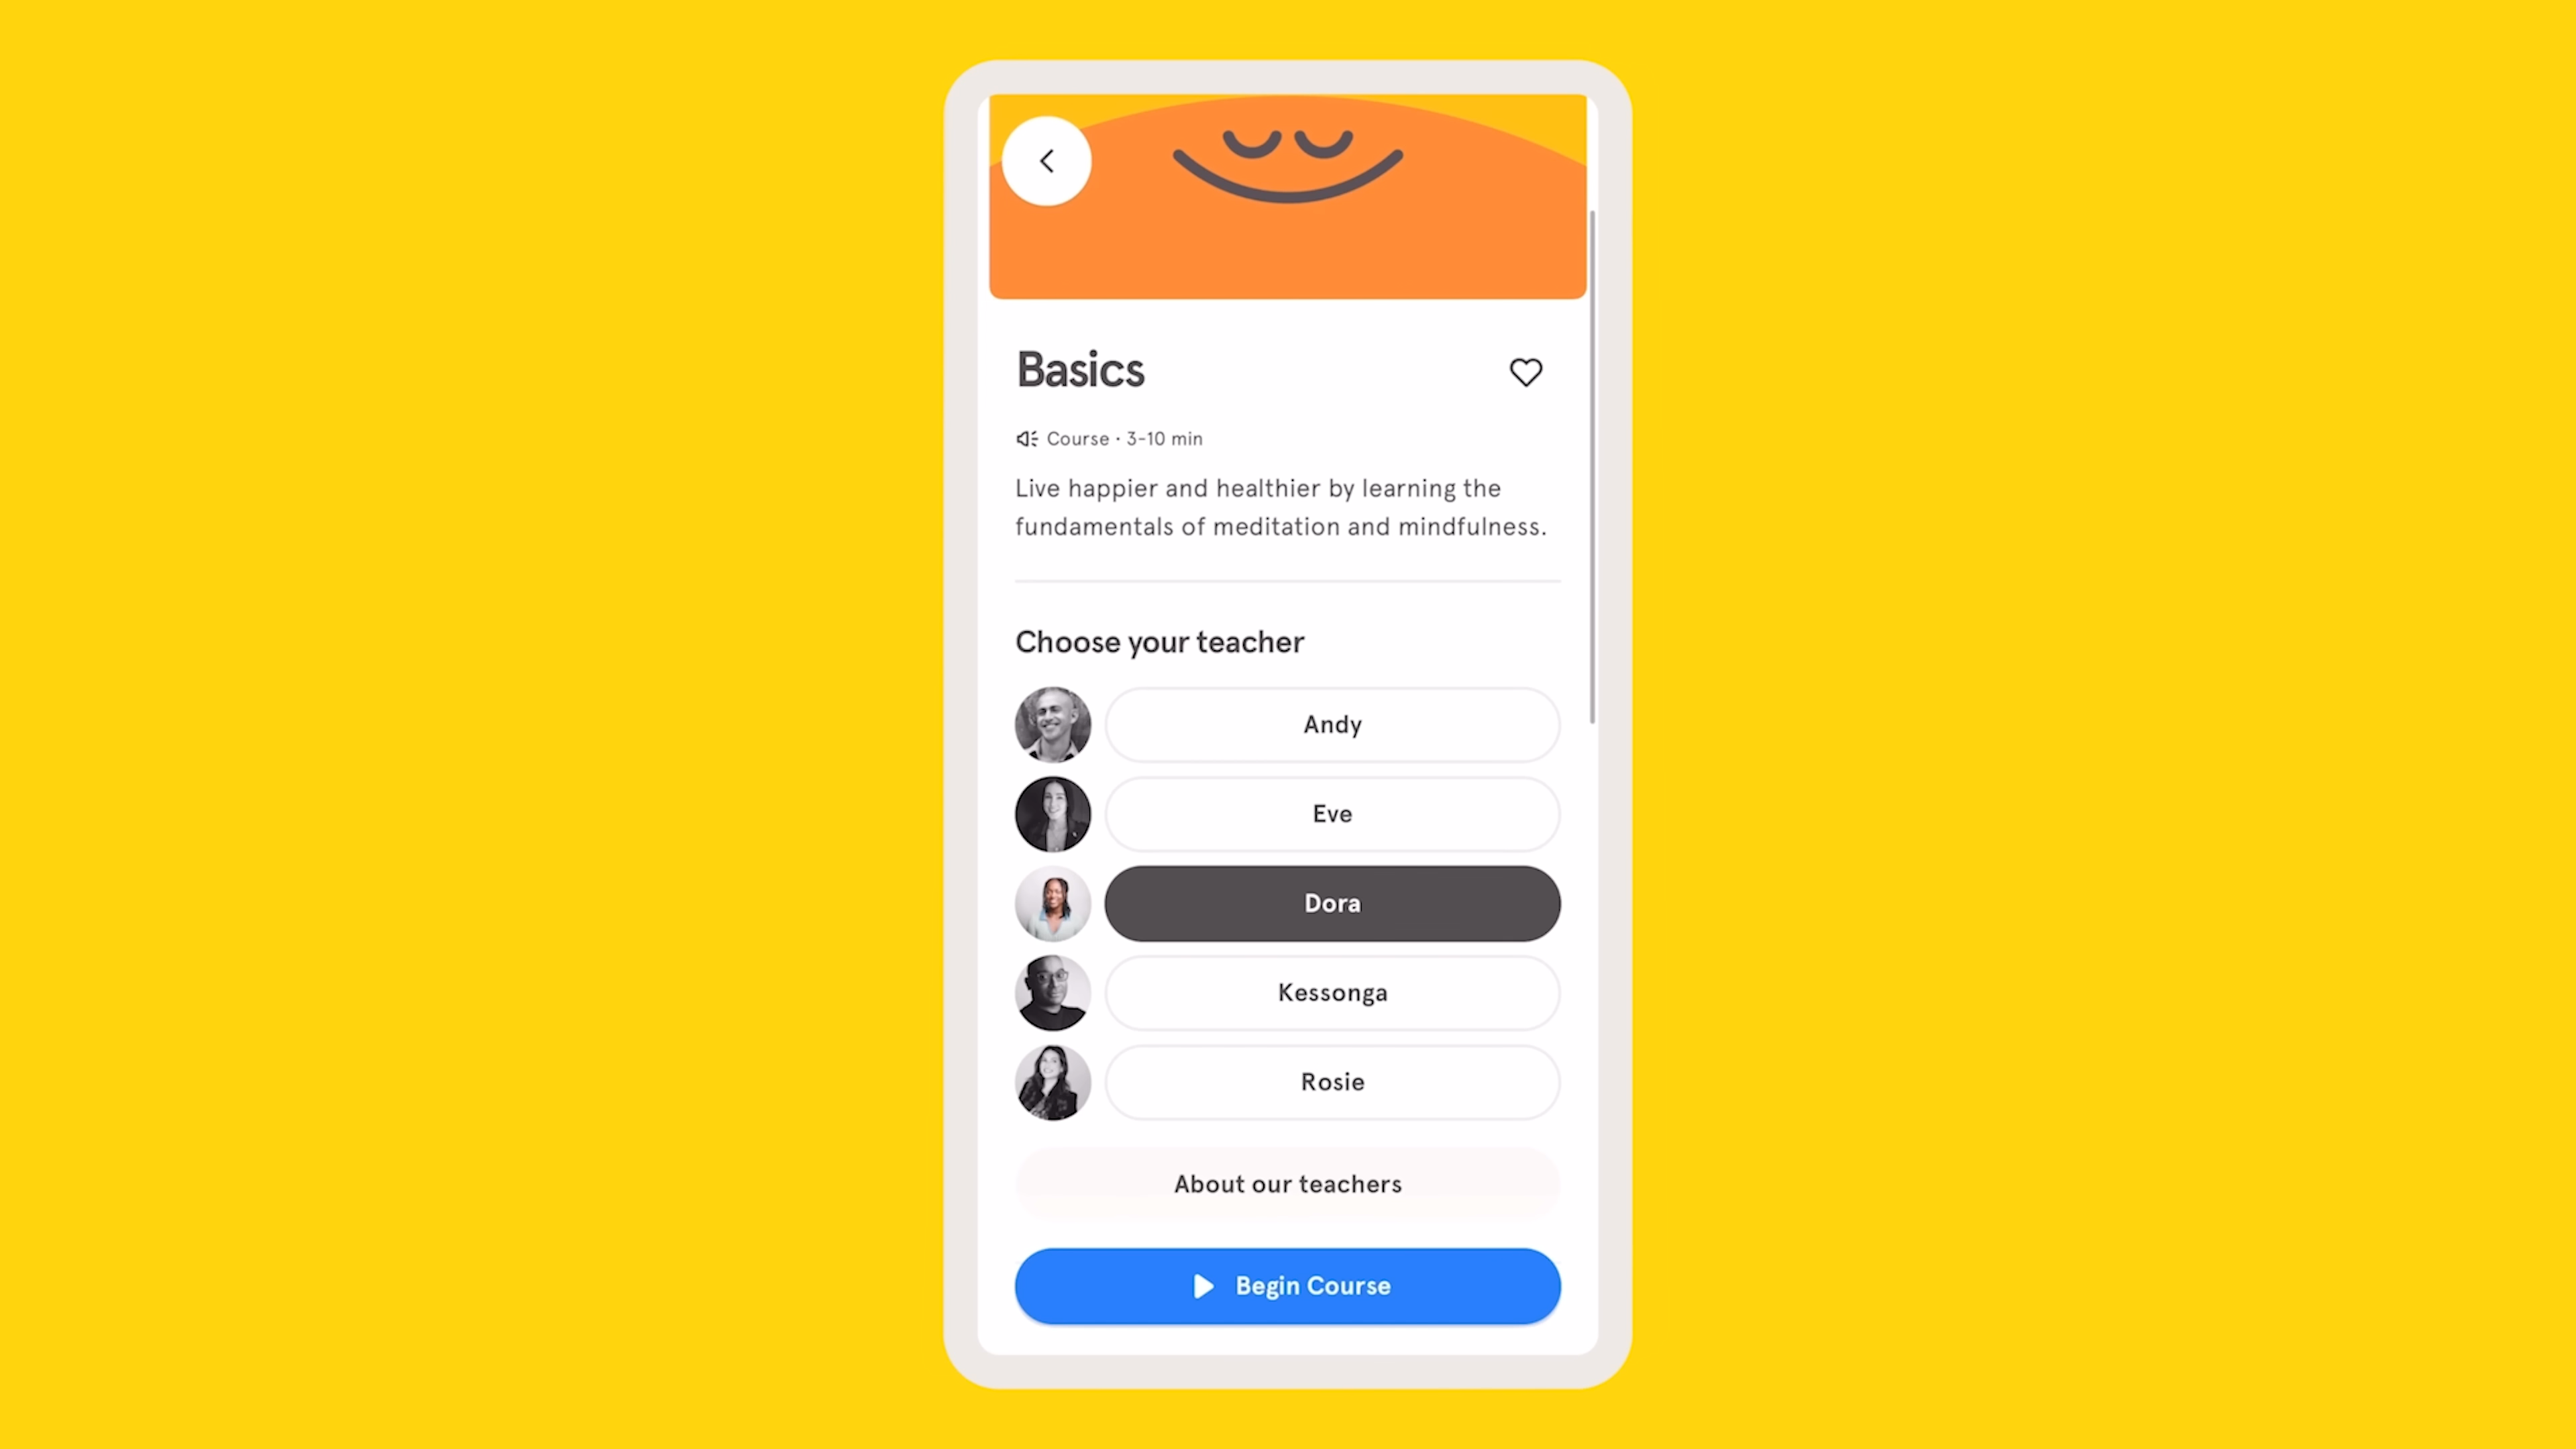 Basics
Course · 3-10 min
Live happier and healthier by learning the
fundamentals of meditation and mindfulness.
Choose your teacher
Andy
Eve
Dora
Kessonga
Rosie
About our teachers
Begin Course